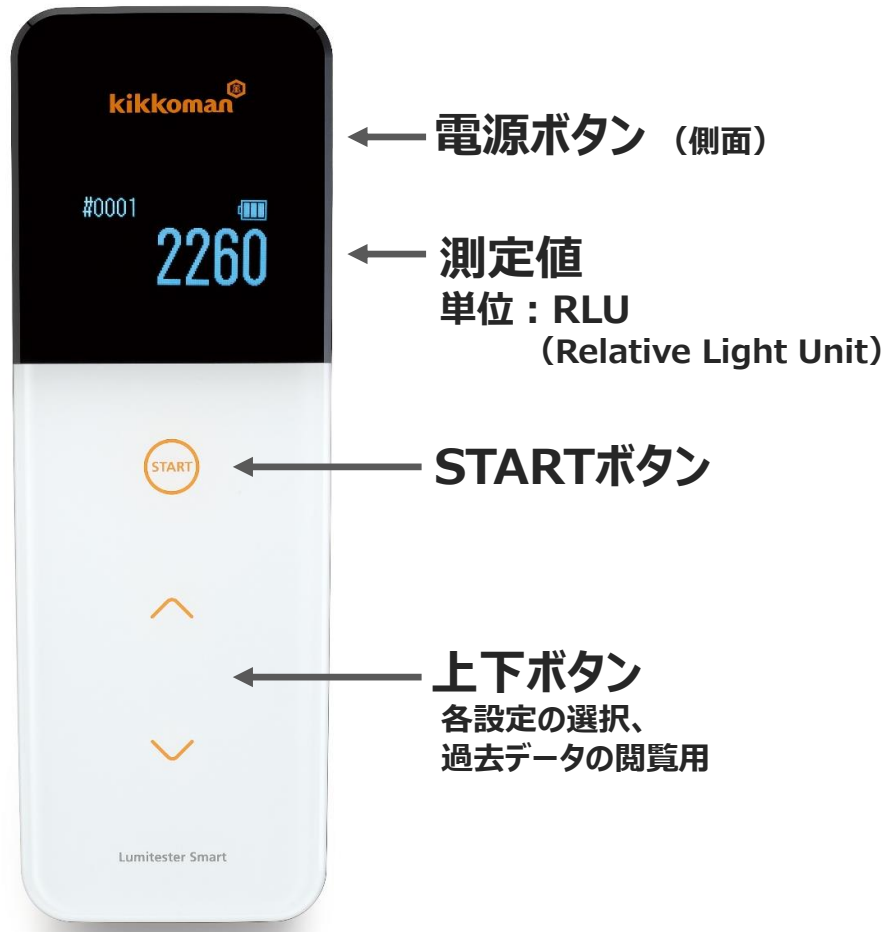 kikkoman
電源ボタン （側面）
#0001
2260
測定値
単位：RLU
（Relative Light Unit）
START
STARTボタン
上下ボタン
各設定の選択、
過去データの閲覧用
Lumitester Smart